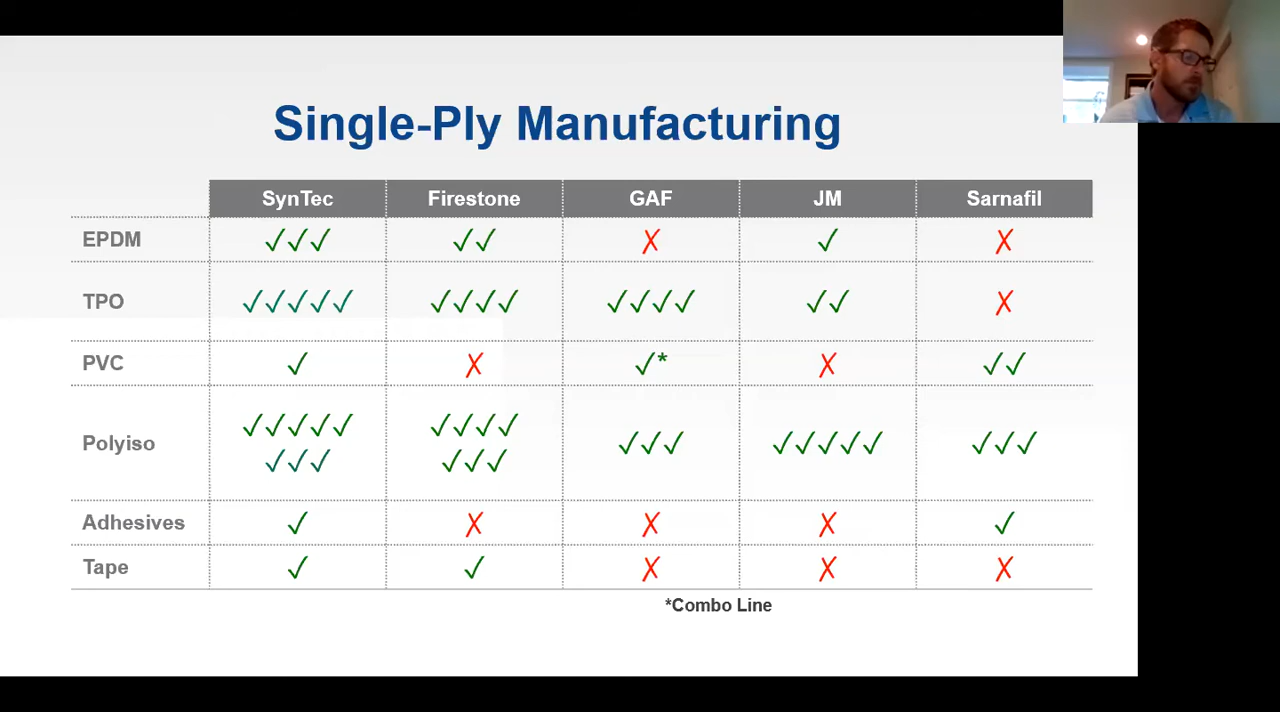 Single-Ply Manufacturing
SynTec Firestone GAF JM Sarnafil
EPDM ✓✓✓ ✓✓ ✗ ✓ ✗
TPO ✓✓✓✓✓ ✓✓✓✓ ✓✓✓✓ ✓✓ ✗
PVC ✓ ✗ ✓* ✗ ✓✓
Polyiso ✓✓✓✓✓✓✓✓ ✓✓✓✓✓✓✓ ✓✓✓ ✓✓✓✓✓ ✓✓✓
Adhesives ✓ ✗ ✗ ✗ ✓
Tape ✓ ✓ ✗ ✗ ✗
*Combo Line